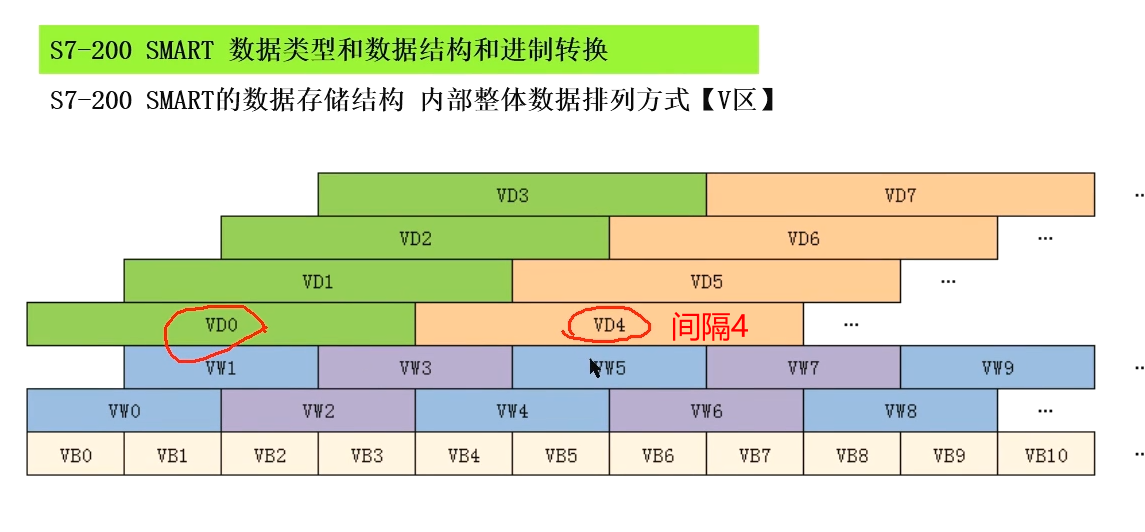 S7-200 SMART 数据类型和数据结构和进制转换
S7-200 SMART的数据存储结构 内部整体数据排列方式【V区】
VD3 VD7 ···
VD2 VD6 ···
VD1 VD5 ···
VD0 VD4 间隔4 ···
VW1 VW3 VW5 VW7 VW9 ···
VW0 VW2 VW4 VW6 VW8 ···
VB0 VB1 VB2 VB3 VB4 VB5 VB6 VB7 VB8 VB9 VB10 ···